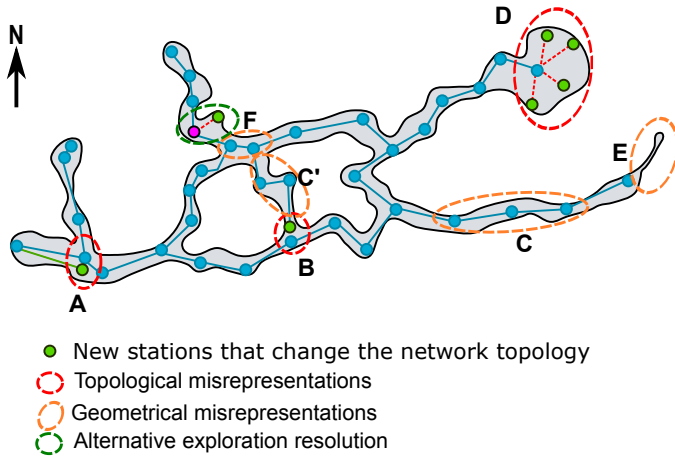 D
N
F
E
C'
C
B
A
New stations that change the network topology
Topological misrepresentations
Geometrical misrepresentations
Alternative exploration resolution